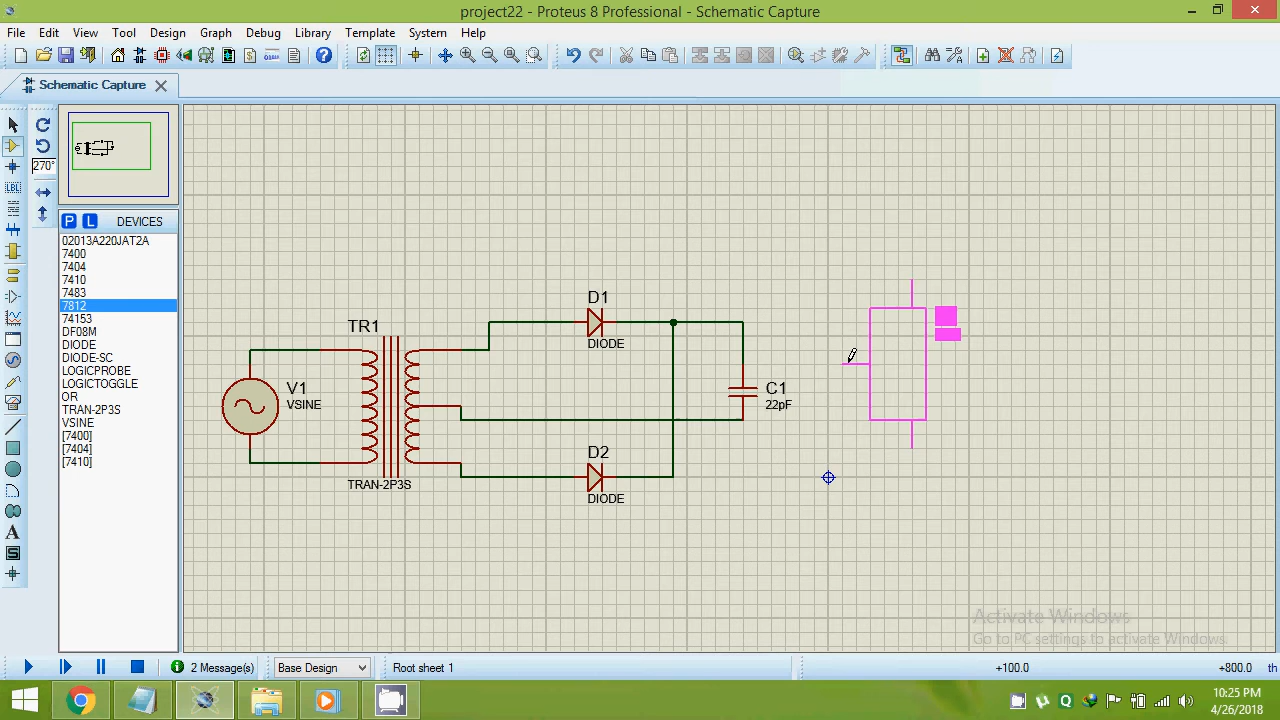 project22 - Proteus 8 Professional - Schematic Capture
File Edit View Tool Design Graph Debug Library Template System Help
Schematic Capture
270°
P L DEVICES
02013A220JAT2A
7400
7404
7410
7483
7812
74153
DF08M
DIODE
DIODE-SC
LOGICPROBE
LOGICTOGGLE
OR
TRAN-2P3S
VSINE
[7400]
[7404]
[7410]
LBL
A
S
D1
DIODE
TR1
V1
VSINE
C1
22pF
D2
DIODE
TRAN-2P3S
Activate Windows
Go to PC settings to activate Windows.
2 Message(s) Base Design Root sheet 1 +100.0 +800.0 th
10:25 PM
4/26/2018